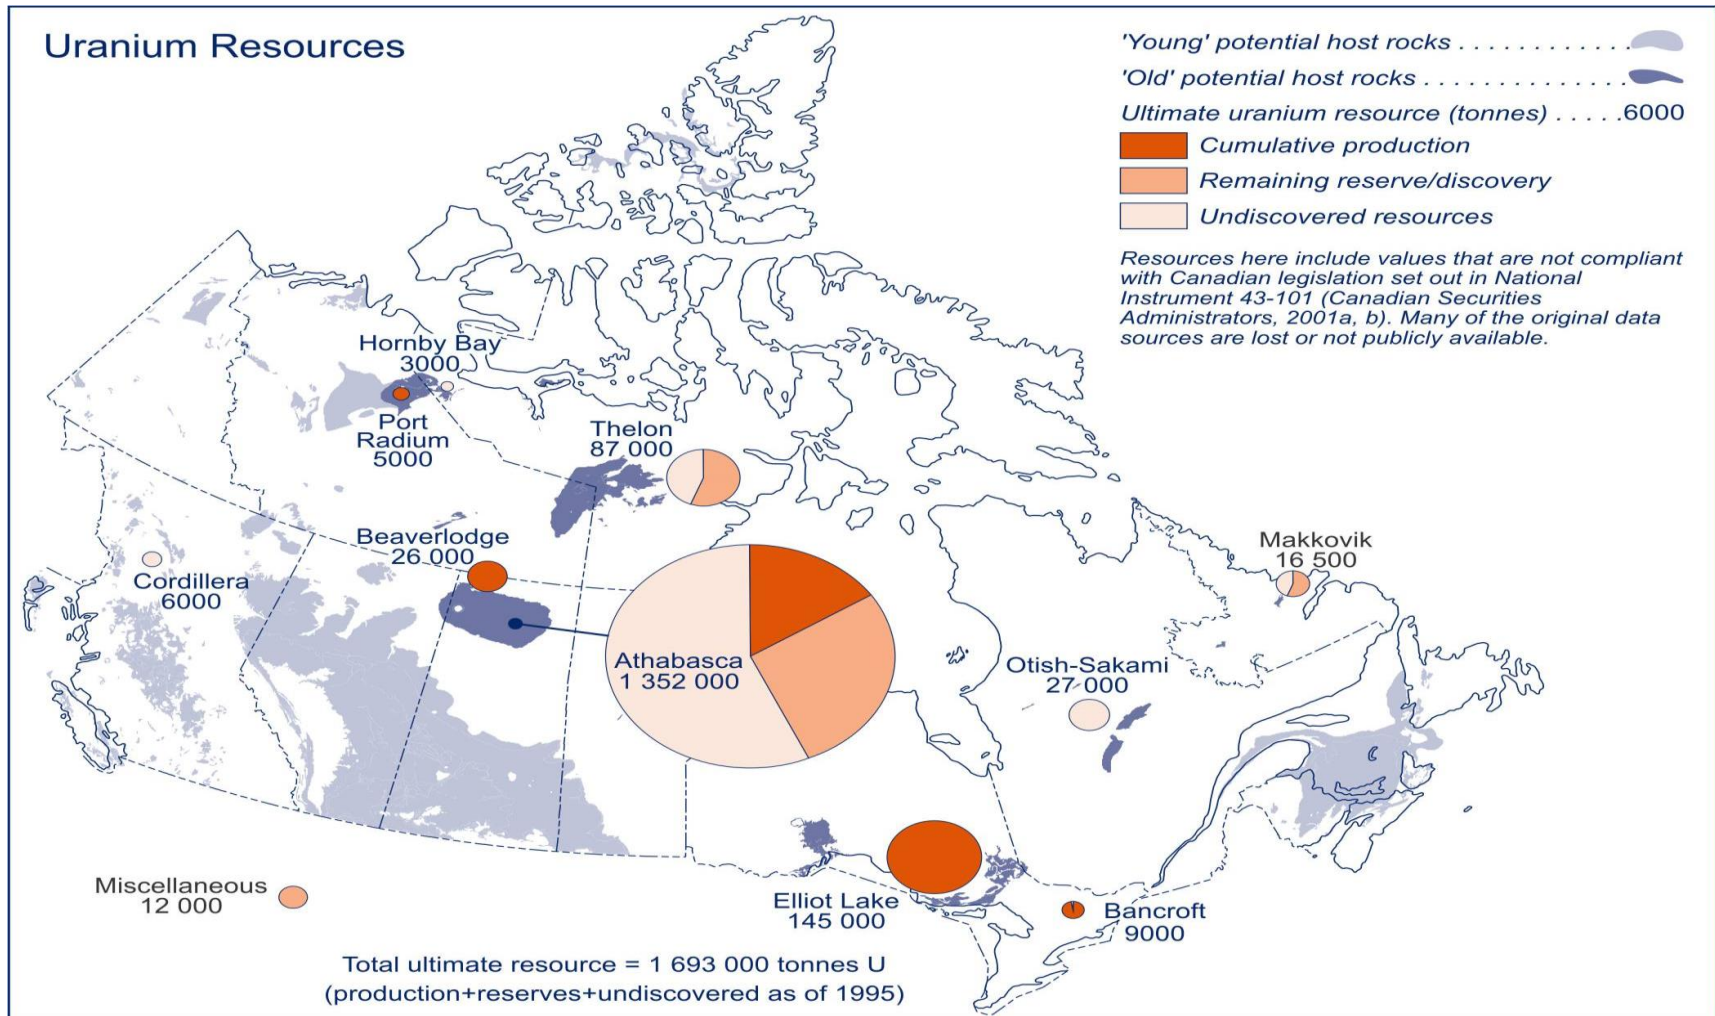 Uranium Resources
'Young' potential host rocks . . . . . . . . . . . .
'Old' potential host rocks . . . . . . . . . . . . . .
Ultimate uranium resource (tonnes) . . . . .6000
Cumulative production
Remaining reserve/discovery
Undiscovered resources
Resources here include values that are not compliant
with Canadian legislation set out in National
Instrument 43-101 (Canadian Securities
Administrators, 2001a, b). Many of the original data
sources are lost or not publicly available.
Hornby Bay
3000
Port
Radium
5000
Thelon
87 000
Beaverlodge
26 000
Cordillera
6000
Athabasca
1 352 000
Makkovik
16 500
Otish-Sakami
27 000
Miscellaneous
12 000
Elliot Lake
145 000
Bancroft
9000
Total ultimate resource = 1 693 000 tonnes U
(production+reserves+undiscovered as of 1995)